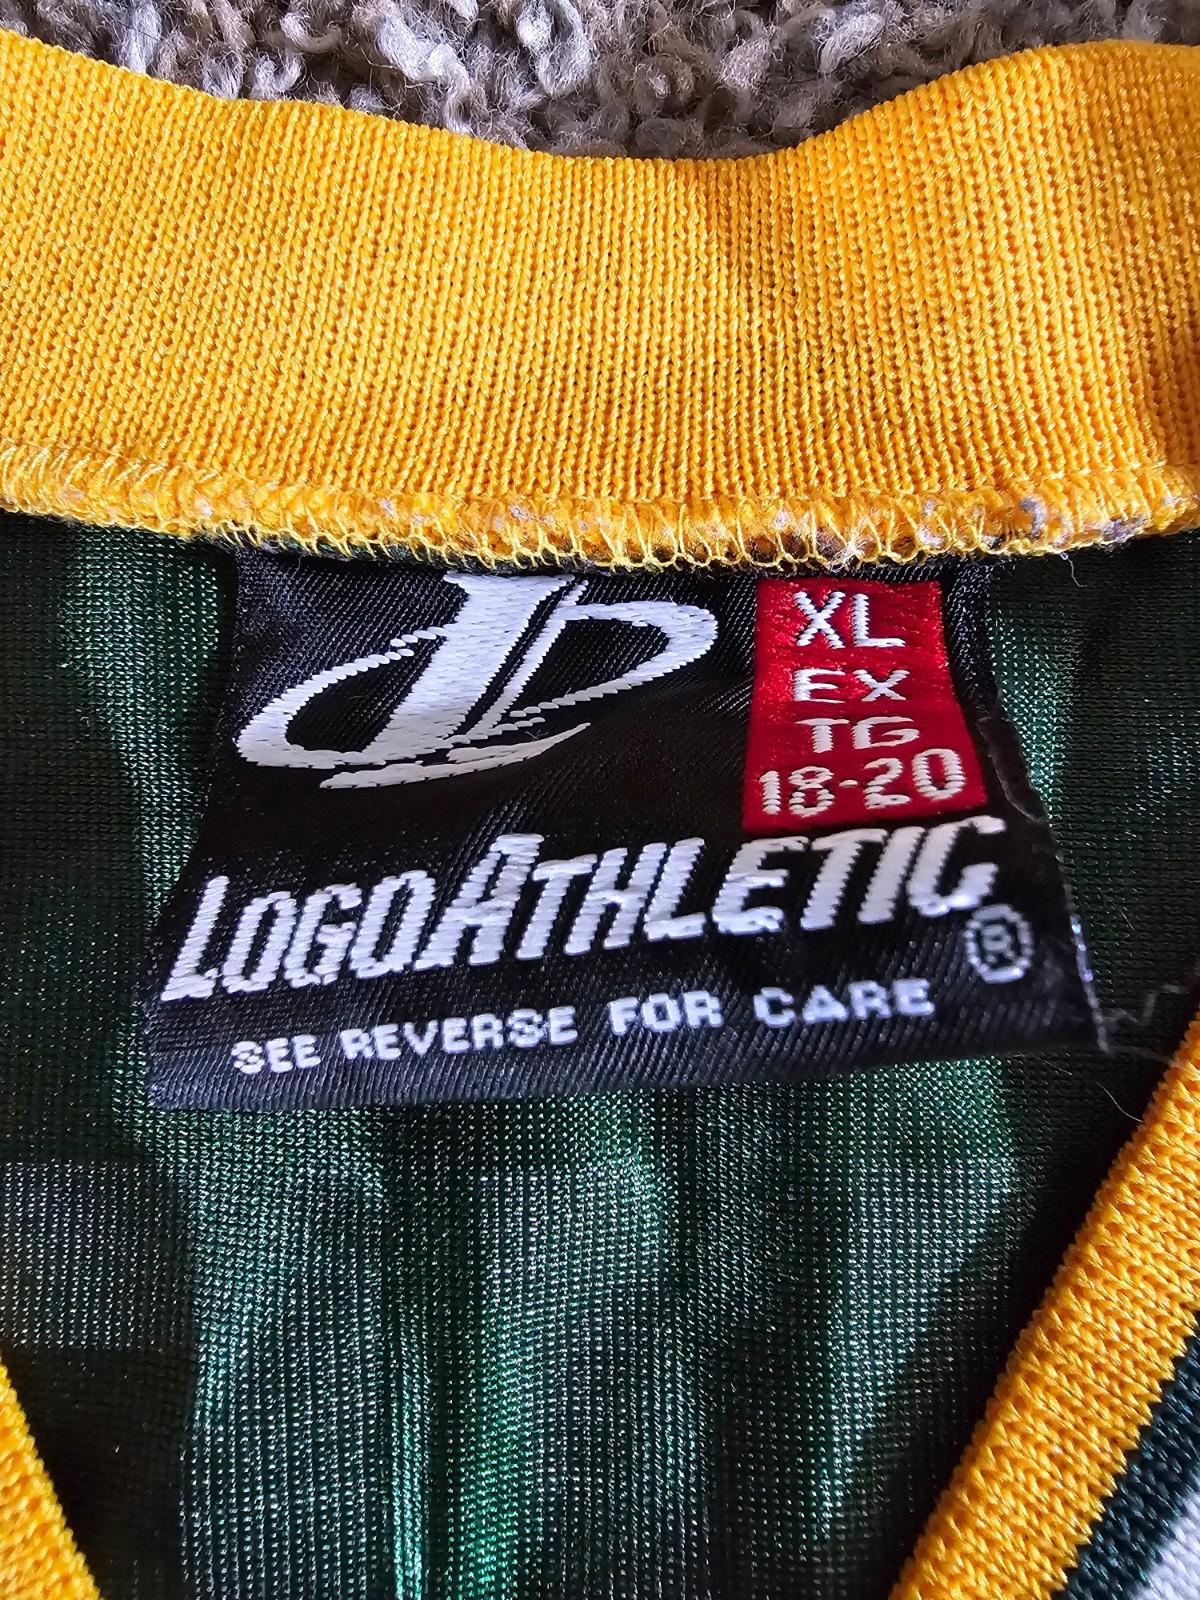 XL
EX
TG
18-20
LOGOATHLETIC®
SEE REVERSE FOR CARE